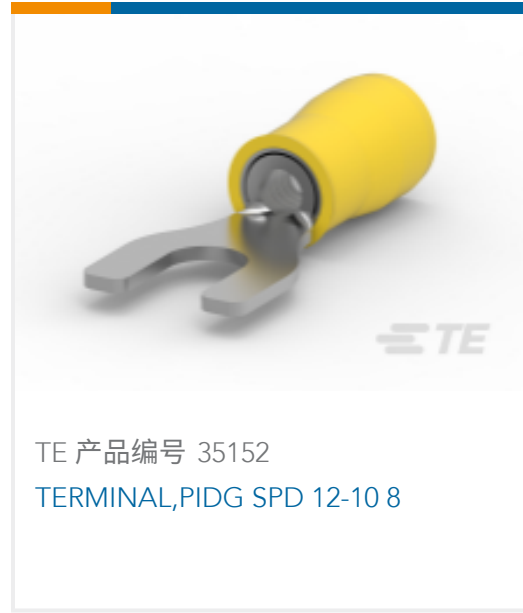 TE
TE 产品编号 35152
TERMINAL,PIDG SPD 12-10 8